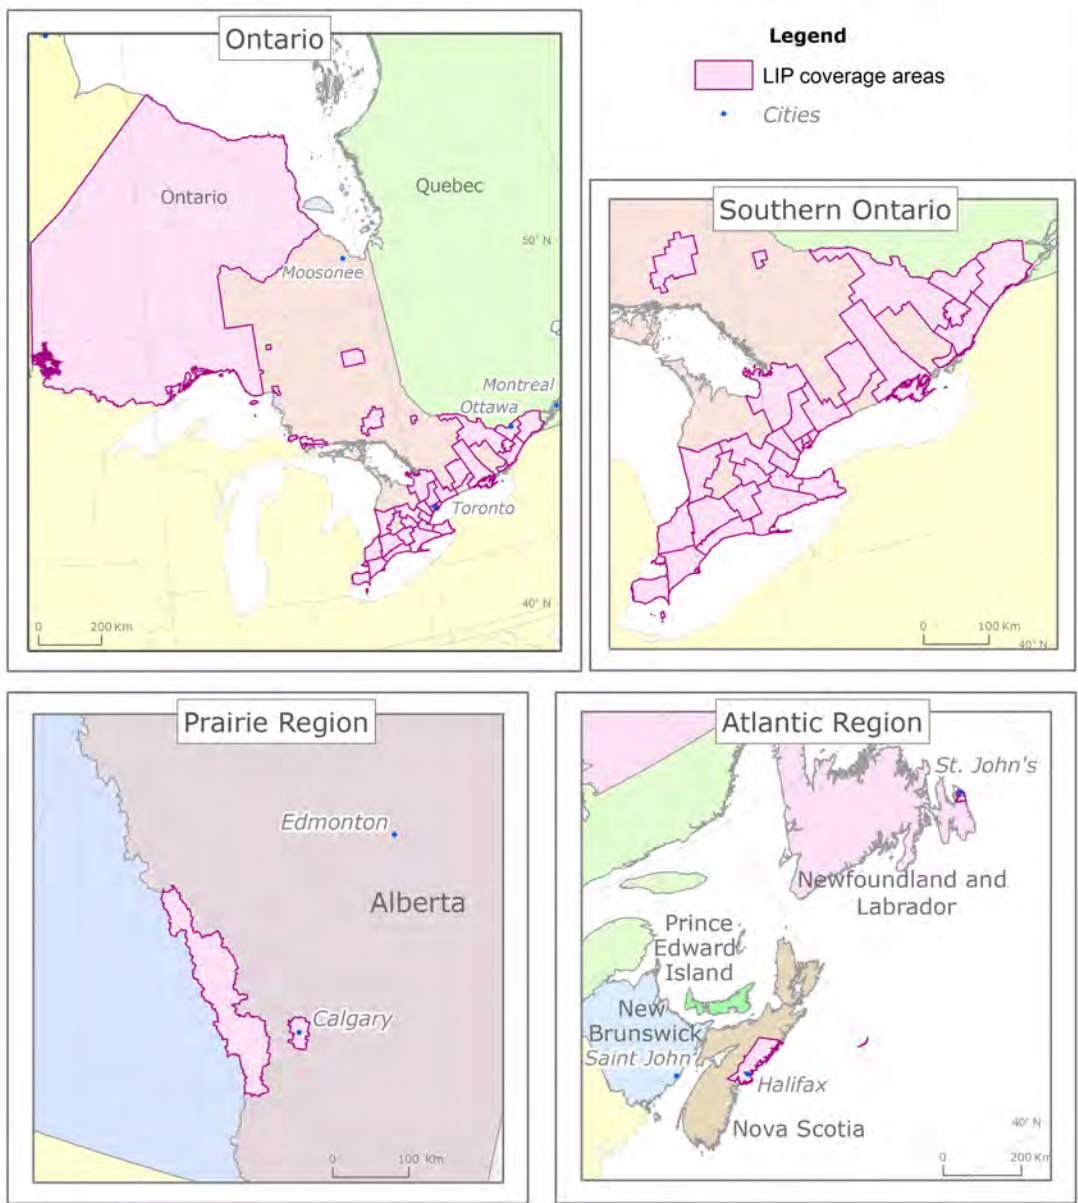 Ontario
Legend
LIP coverage areas
Cities
Ontario
Quebec
50° N
Moosonee
Montreal
Ottawa
Q
Toronto
40° N
0 200 Km
Southern Ontario
0 100 Km
40° N
Prairie Region
Edmonton
Alberta
Calgary
0 100 Km
Atlantic Region
St. John's
Newfoundland and
Labrador
Prince
Edward
Island
New
Brunswick
Saint John
Halifax
Nova Scotia
40° N
0 200 Km